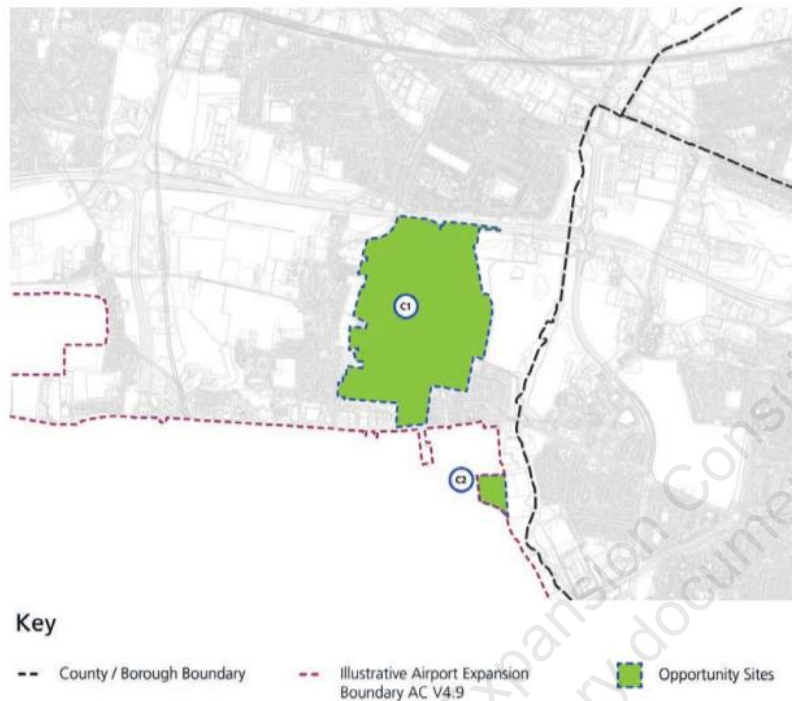 C1
C2
Key
County / Borough Boundary
Illustrative Airport Expansion
Boundary AC V4.9
Opportunity Sites